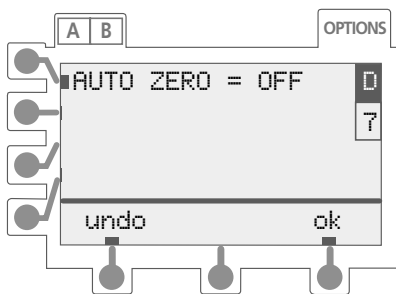 A B
OPTIONS
AUTO ZERO = OFF
D
7
undo ok